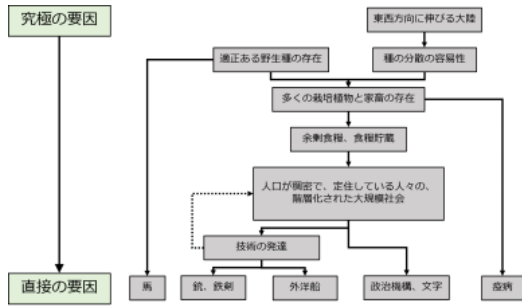 究極の要因
東西方向に伸びる大陸
適正ある野生種の存在
種の分散の容易性
多くの栽培植物と家畜の存在
余剰食糧、食糧貯蔵
人口が稠密で、定住している人々の、
階層化された大規模社会
技術の発達
直接の要因
馬
銃、鉄剣
外洋船
政治機構、文字
疫病